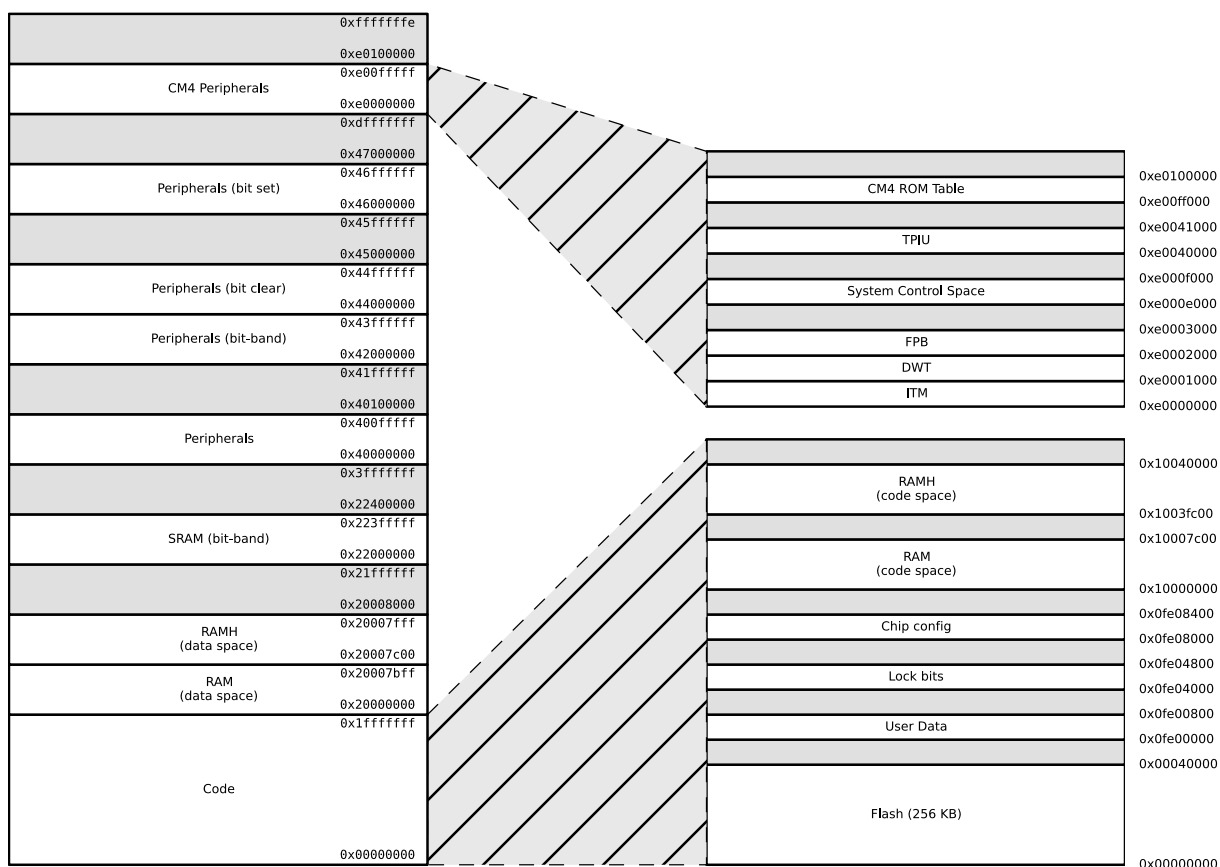 0xfffffffe
0xe0100000
0xe00fffff
CM4 Peripherals
0xe0000000
0xdfffffff
0x47000000
0x46ffffff
Peripherals (bit set)
0x46000000
0x45ffffff
0x45000000
0x44ffffff
Peripherals (bit clear)
0x44000000
0x43ffffff
Peripherals (bit-band)
0x42000000
0x41ffffff
0x40100000
0x400fffff
Peripherals
0x40000000
0x3fffffff
0x22400000
0x223fffff
SRAM (bit-band)
0x22000000
0x21ffffff
0x20008000
0x20007fff
RAMH
(data space)
0x20007c00
0x20007bff
RAM
(data space)
0x20000000
0x1fffffff
Code
0x00000000
0xe0100000
CM4 ROM Table
0xe00ff000
0xe0041000
TPIU
0xe0040000
0xe000f000
System Control Space
0xe000e000
0xe0003000
FPB
0xe0002000
DWT
0xe0001000
ITM
0xe0000000
0x10040000
RAMH
(code space)
0x1003fc00
0x10007c00
RAM
(code space)
0x10000000
0x0fe08400
Chip config
0x0fe08000
0x0fe04800
Lock bits
0x0fe04000
0x0fe00800
User Data
0x0fe00000
0x00040000
Flash (256 KB)
0x00000000